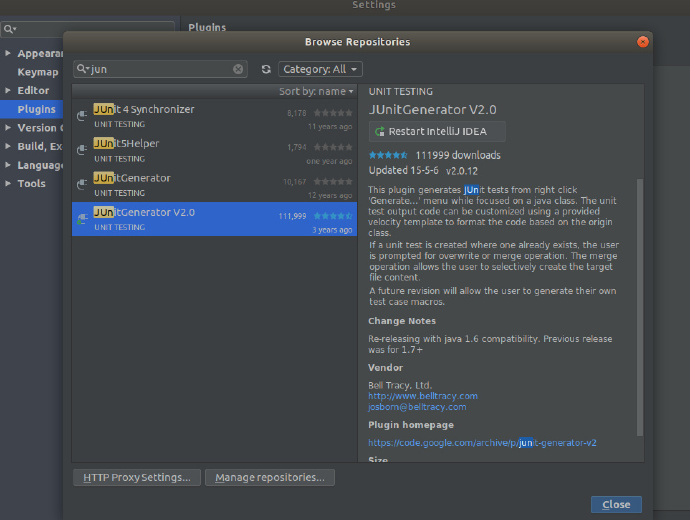 Settings
Plugins
Browse Repositories
Appeara
Keymap
Editor
Plugins
Version C
Build, Ex
Language
Tools
jun
Category: All
Sort by: name
JUnit 4 Synchronizer
8,178
UNIT TESTING
11 years ago
JUnit5Helper
1,794
UNIT TESTING
one year ago
JUnitGenerator
10,167
UNIT TESTING
12 years ago
JUnitGenerator V2.0
111,999
UNIT TESTING
3 years ago
UNIT TESTING
JUnitGenerator V2.0
Restart IntelliJ IDEA
111999 downloads
Updated 15-5-6 v2.0.12
This plugin generates JUnit tests from right click
'Generate...' menu while focused on a java class. The unit
test output code can be customized using a provided
velocity template to format the code based on the origin
class.
If a unit test is created where one already exists, the user
is prompted for overwrite or merge operation. The merge
operation allows the user to selectively create the target
file content.
A future revision will allow the user to generate their own
test case macros.
Change Notes
Re-releasing with java 1.6 compatibility. Previous release
was for 1.7+
Vendor
Bell Tracy, Ltd.
http://www.belltracy.com
josborn@belltracy.com
Plugin homepage
https://code.google.com/archive/p/junit-generator-v2
Size
HTTP Proxy Settings...
Manage repositories...
Close